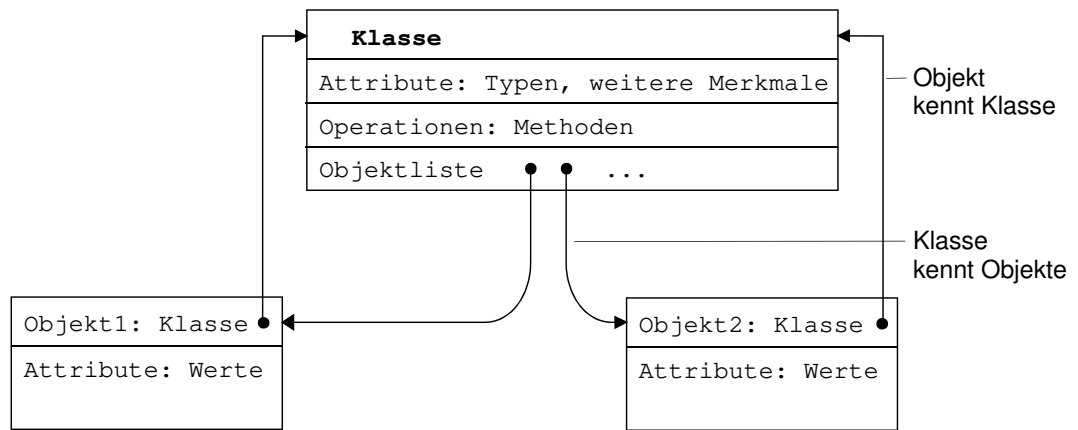 Klasse
Attribute: Typen, weitere Merkmale
Operationen: Methoden
Objektliste ...
Objekt
kennt Klasse
Klasse
kennt Objekte
Objekt1: Klasse
Attribute: Werte
Objekt2: Klasse
Attribute: Werte